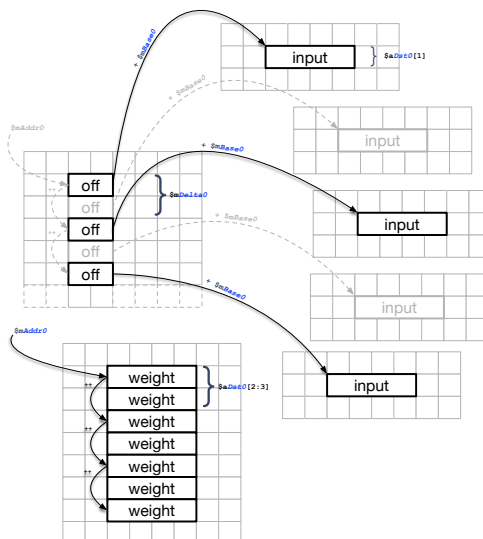 + $mBase0
input
$aDst0[1]
+ $mBase0
$mAddr0
input
+ $mBase0
off
++
off
$mDelta0
off
input
++
off
+ $mBase0
off
input
+ $mBase0
$mAddr0
weight
input
weight
$aDst0[2:3]
++
weight
++
weight
weight
++
weight
weight